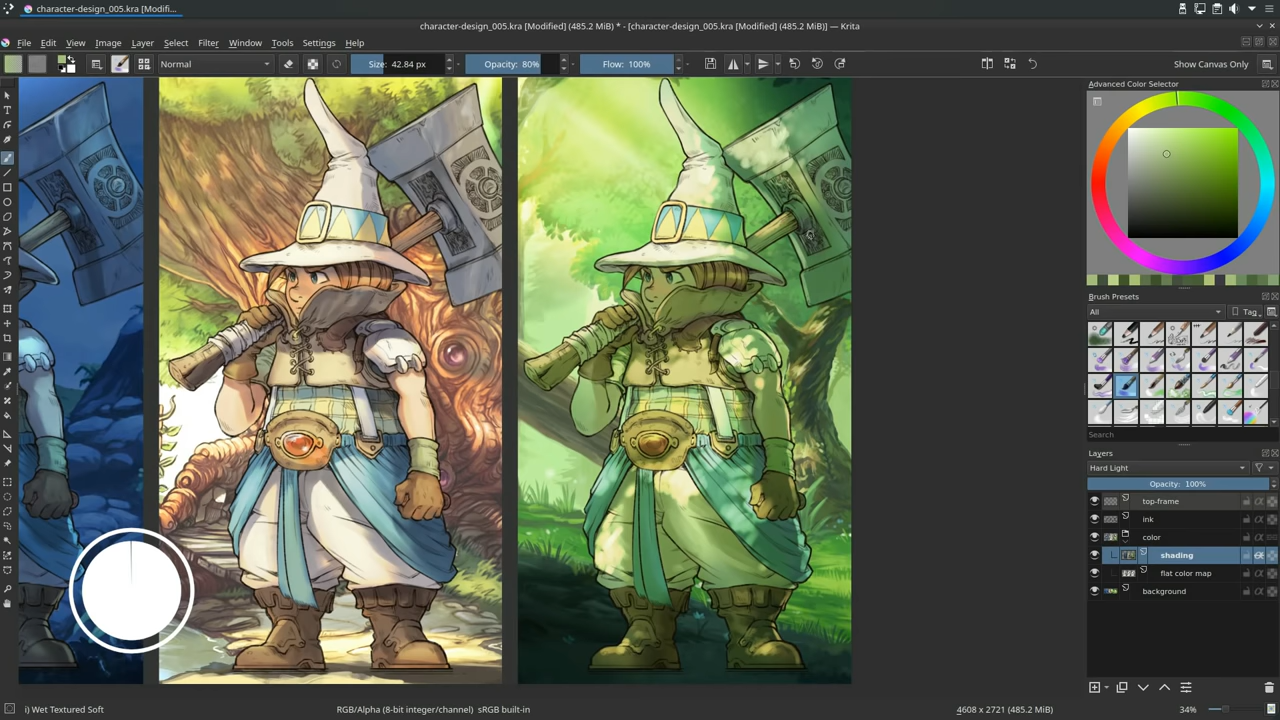 character-design_005.kra [Modifi...
character-design_005.kra [Modified] (485.2 MiB) * - [character-design_005.kra [Modified] (485.2 MiB)] — Krita
File Edit View Image Layer Select Filter Window Tools Settings Help
Normal Size: 42.84 px Opacity: 80% Flow: 100% Show Canvas Only
Advanced Color Selector
Brush Presets
All Tag
Search
Layers
Hard Light
Opacity: 100%
top-frame
ink
color
shading
flat color map
background
i) Wet Textured Soft RGB/Alpha (8-bit integer/channel) sRGB built-in 4608 x 2721 (485.2 MiB) 34%